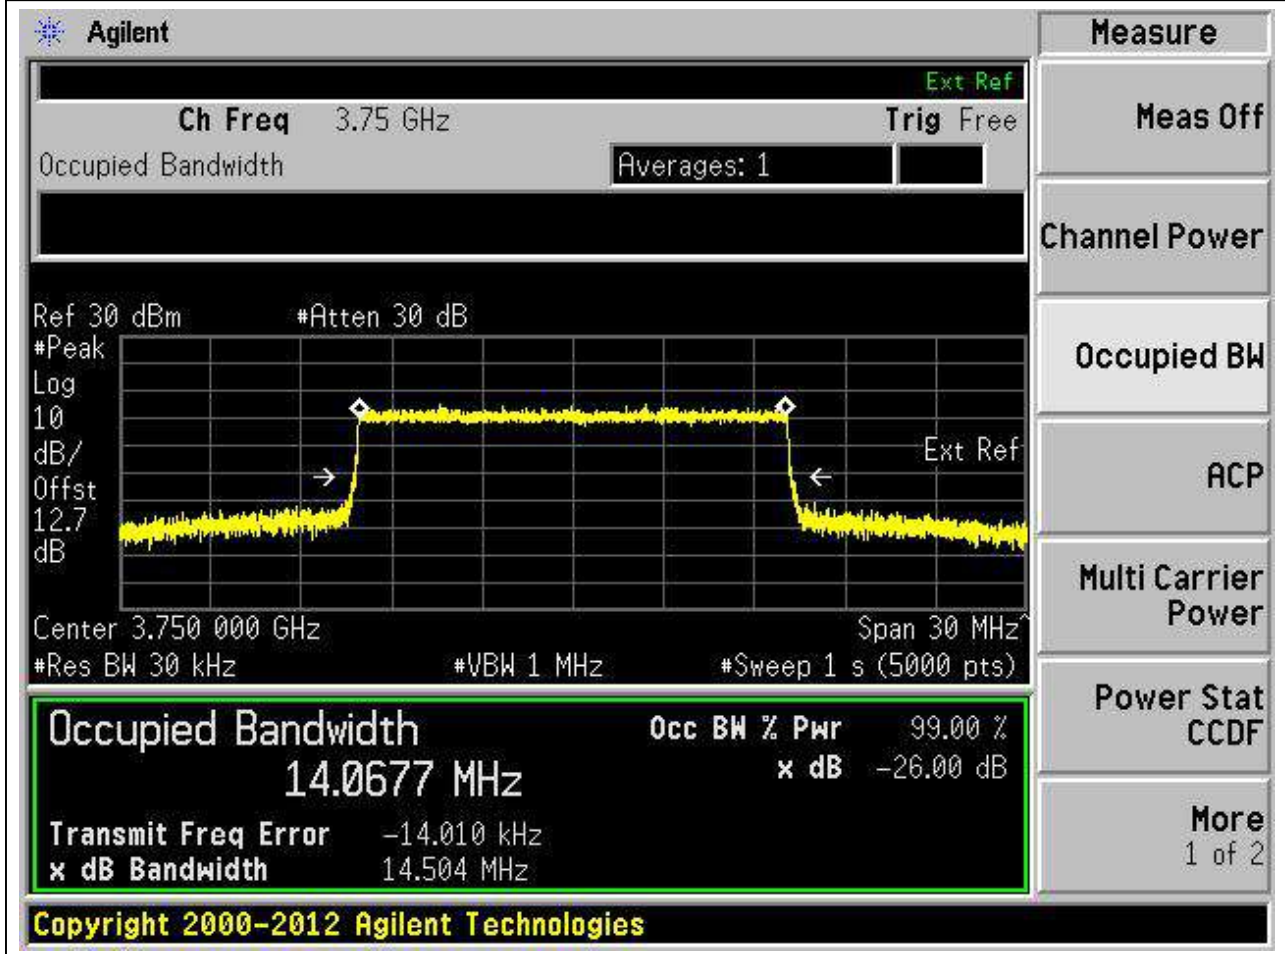 Agilent
Measure
Ext Ref
Ch Freq 3.75 GHz Trig Free
Meas Off
Occupied Bandwidth Averages: 1
Channel Power
Ref 30 dBm #Atten 30 dB
#Peak
Log
10
dB/
Offst
12.7
dB
Ext Ref
Occupied BW
ACP
Center 3.750 000 GHz Span 30 MHz^
#Res BW 30 kHz #VBW 1 MHz #Sweep 1 s (5000 pts)
Multi Carrier
Power
Occupied Bandwidth Occ BW % Pwr 99.00 %
14.0677 MHz x dB -26.00 dB
Power Stat
CCDF
Transmit Freq Error -14.010 kHz
x dB Bandwidth 14.504 MHz
More
1 of 2
Copyright 2000-2012 Agilent Technologies